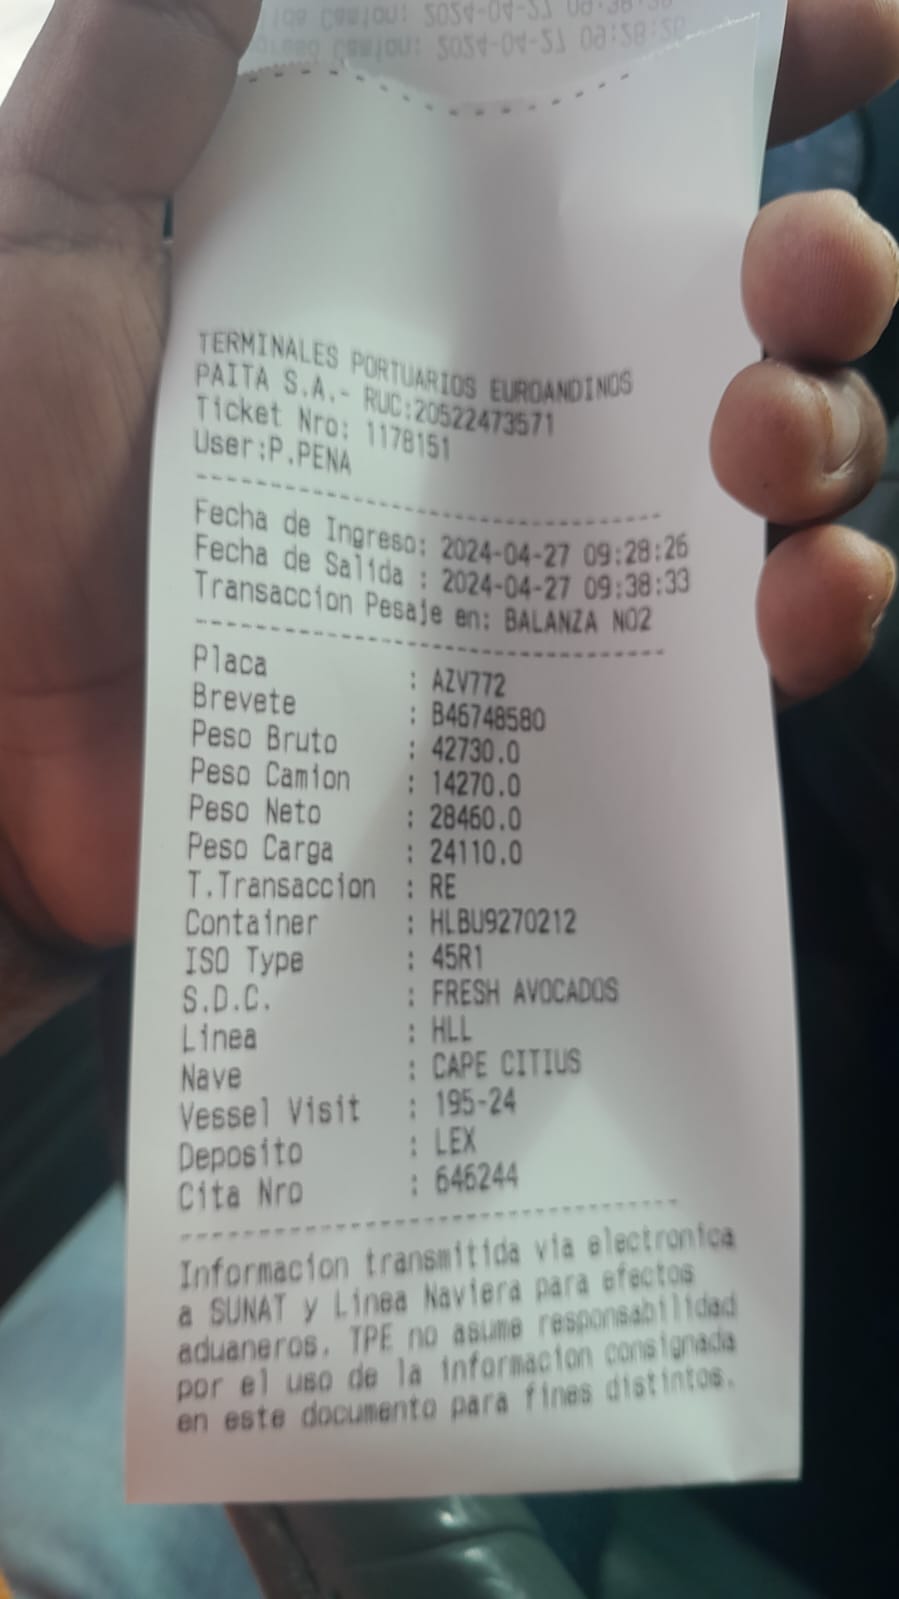 TERMINALES PORTUARIOS EUROANDINOS
PAITA S.A.- RUC:20522473571
Ticket Nro: 1178151
User:P.PENA
Fecha de Ingreso: 2024-04-27 09:28:26
Fecha de Salida : 2024-04-27 09:38:33
Transaccion Pesaje en: BALANZA NO2
Placa : AZV772
Brevete : B46748580
Peso Bruto : 42730.0
Peso Camion : 14270.0
Peso Neto : 28460.0
Peso Carga : 24110.0
T.Transaccion : RE
Container : HLBU9270212
ISO Type : 45R1
S.D.C. : FRESH AVOCADOS
Linea : HLL
Nave : CAPE CITIUS
Vessel Visit : 195-24
Deposito : LEX
Cita Nro : 646244
Informacion transmitida via electronica
a SUNAT y Linea Naviera para efectos
aduaneros. TPE no asume responsabilidad
por el uso de la informacion consignada
en este documento para fines distintos.